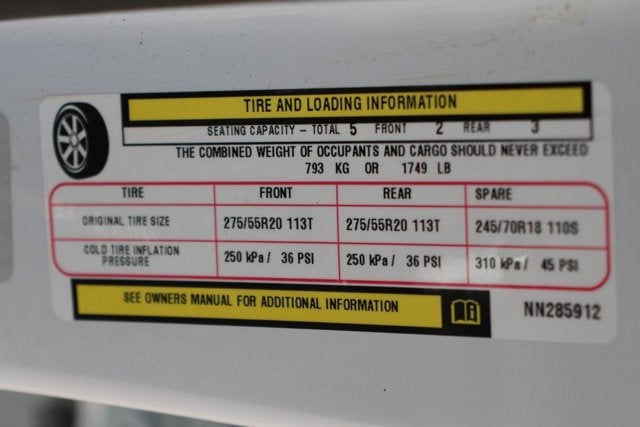 TIRE AND LOADING INFORMATION
SEATING CAPACITY – TOTAL 5 FRONT 2 REAR 3
THE COMBINED WEIGHT OF OCCUPANTS AND CARGO SHOULD NEVER EXCEED
793 KG OR 1749 LB
TIRE FRONT REAR SPARE
ORIGINAL TIRE SIZE 275/55R20 113T 275/55R20 113T 245/70R18 110S
COLD TIRE INFLATION PRESSURE 250 kPa / 36 PSI 250 kPa / 36 PSI 310 kPa / 45 PSI
SEE OWNERS MANUAL FOR ADDITIONAL INFORMATION
NN285912